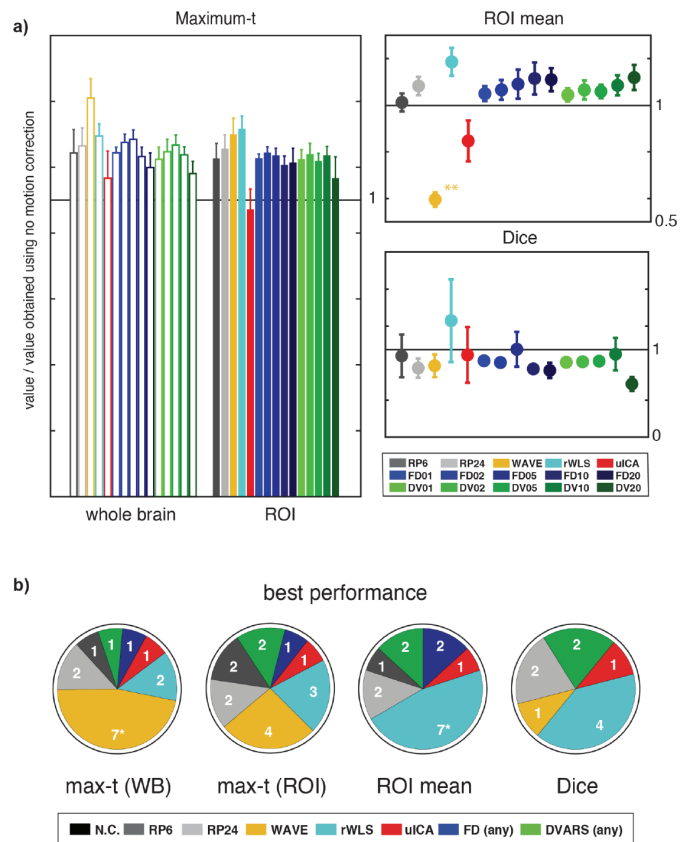 a)
Maximum-t
value / value obtained using no motion correction
1
whole brain
ROI
ROI mean
1
**
0.5
Dice
1
0
RP6 RP24 WAVE rWLS uICA
FD01 FD02 FD05 FD10 FD20
DV01 DV02 DV05 DV10 DV20
b)
best performance
1 1 1 2 7* 2
max-t (WB)
2 2 1 1 3 4 2
max-t (ROI)
1 2 2 1 7* 2
ROI mean
2 2 1 4 1
Dice
N.C. RP6 RP24 WAVE rWLS uICA FD (any) DVARS (any)